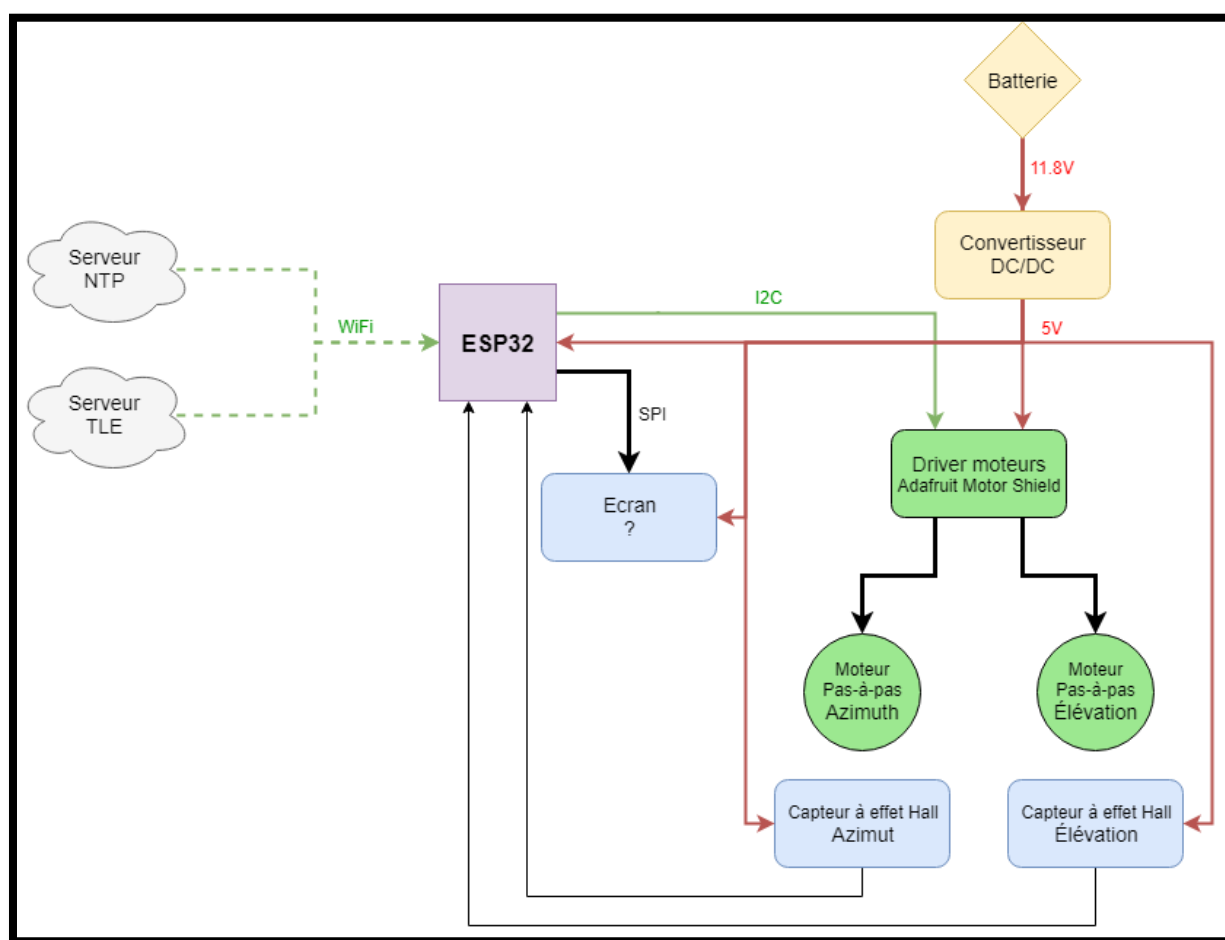 Batterie
11.8V
Convertisseur
DC/DC
Serveur
NTP
I2C
WiFi
ESP32
5V
Serveur
TLE
SPI
Driver moteurs
Adafruit Motor Shield
Ecran
?
Moteur
Pas-à-pas
Azimuth
Moteur
Pas-à-pas
Élévation
Capteur à effet Hall
Azimut
Capteur à effet Hall
Élévation